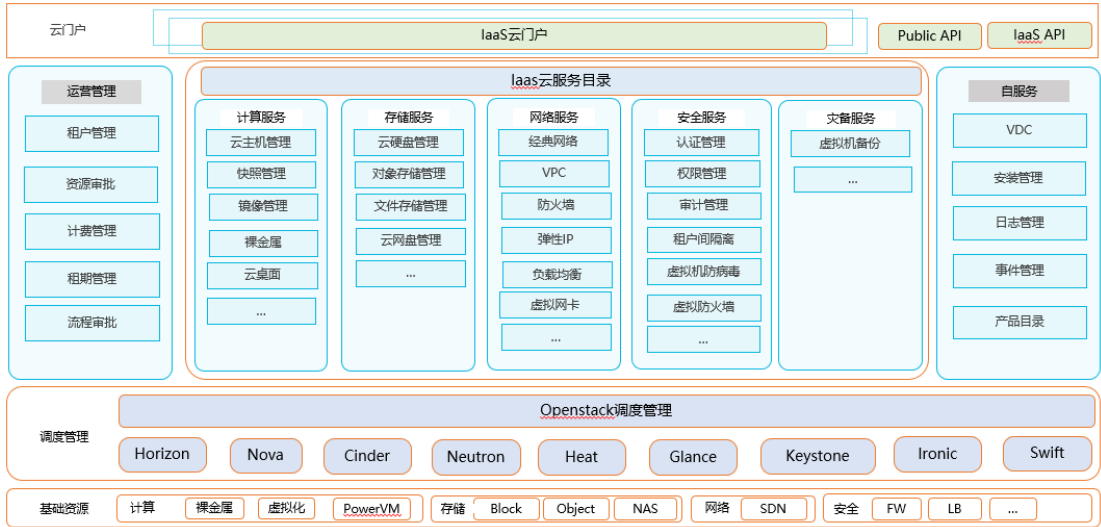 云门户
IaaS云门户
Public API
IaaS API
运营管理
租户管理
资源审批
计费管理
租期管理
流程审批
Iaas云服务目录
计算服务
云主机管理
快照管理
镜像管理
裸金属
云桌面
...
存储服务
云硬盘管理
对象存储管理
文件存储管理
云网盘管理
...
网络服务
经典网络
VPC
防火墙
弹性IP
负载均衡
虚拟网卡
...
安全服务
认证管理
权限管理
审计管理
租户间隔离
虚拟机防病毒
虚拟防火墙
...
灾备服务
虚拟机备份
...
自服务
VDC
安装管理
日志管理
事件管理
产品目录
调度管理
Openstack调度管理
Horizon
Nova
Cinder
Neutron
Heat
Glance
Keystone
Ironic
Swift
基础资源
计算
裸金属
虚拟化
PowerVM
存储
Block
Object
NAS
网络
SDN
安全
FW
LB
...